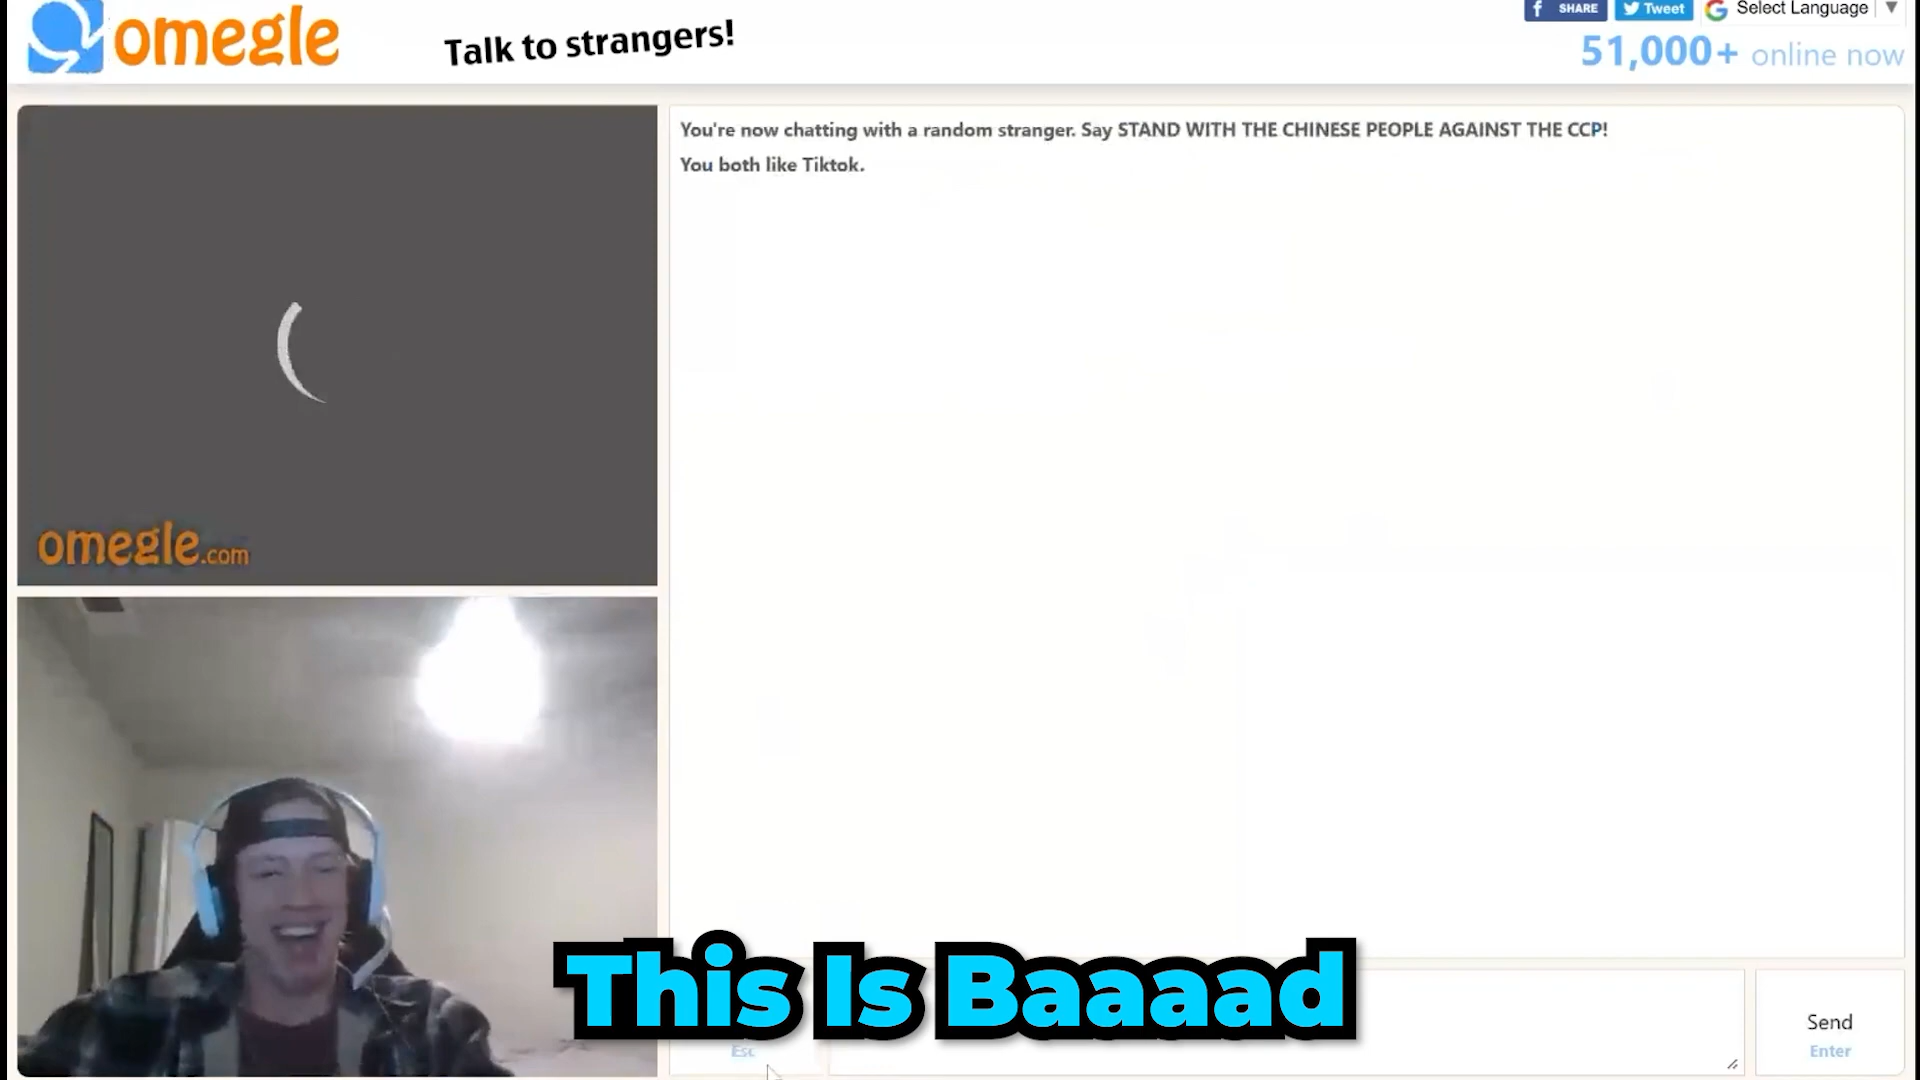 omegle
Talk to strangers!
SHARE
Tweet
Select Language
51,000+ online now
You're now chatting with a random stranger. Say STAND WITH THE CHINESE PEOPLE AGAINST THE CCP!
You both like Tiktok.
omegle.com
This Is Baaaad
Esc
Send
Enter